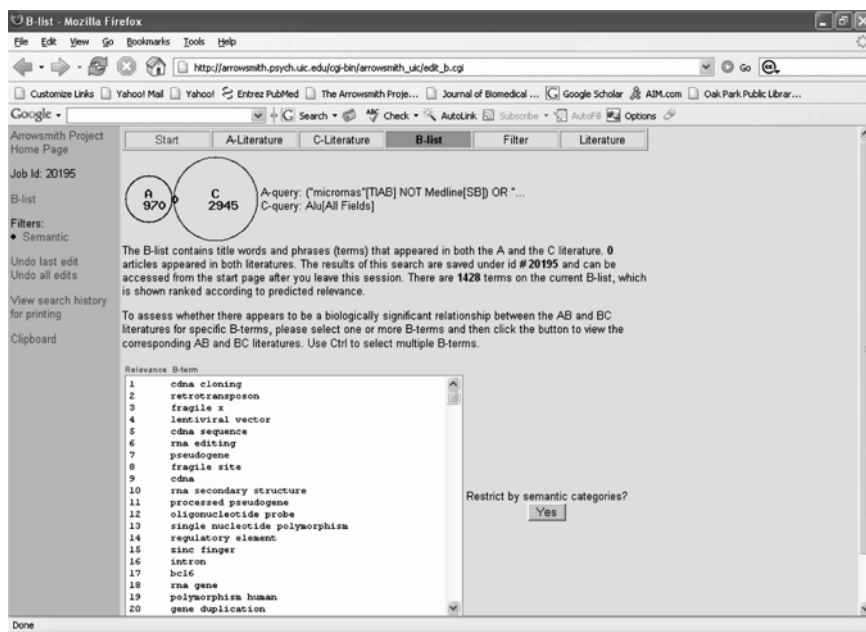 B-list - Mozilla Firefox
File Edit View Go Bookmarks Tools Help
http://arrowsmith.psych.uic.edu/cgi-bin/arrowsmith_uic/edit_b.cgi Go
Customize Links Yahoo! Mail Yahoo! Entrez PubMed The Arrowsmith Proje... Journal of Biomedical ... Google Scholar AIM.com Oak Park Public Librar...
Google Search Check AutoLink Subscribe AutoFill Options
Arrowsmith Project
Home Page
Job Id: 20195
B-list
Filters:
Semantic
Undo last edit
Undo all edits
View search history
for printing
Clipboard
Start A-Literature C-Literature B-list Filter Literature
A C
970 2945
A-query: ("micrornas"[TIAB] NOT Medline[SB]) OR "...
C-query: Alu[All Fields]
The B-list contains title words and phrases (terms) that appeared in both the A and the C literature. 0
articles appeared in both literatures. The results of this search are saved under id # 20195 and can be
accessed from the start page after you leave this session. There are 1428 terms on the current B-list, which
is shown ranked according to predicted relevance.
To assess whether there appears to be a biologically significant relationship between the AB and BC
literatures for specific B-terms, please select one or more B-terms and then click the button to view the
corresponding AB and BC literatures. Use Ctrl to select multiple B-terms.
Relevance B-term
1 cdna cloning
2 retrotransposon
3 fragile x
4 lentiviral vector
5 cdna sequence
6 rna editing
7 pseudogene
8 fragile site
9 cdna
10 rna secondary structure
11 processed pseudogene
12 oligonucleotide probe
13 single nucleotide polymorphism
14 regulatory element
15 zinc finger
16 intron
17 bcl6
18 rna gene
19 polymorphism human
20 gene duplication
Restrict by semantic categories?
Yes
Done